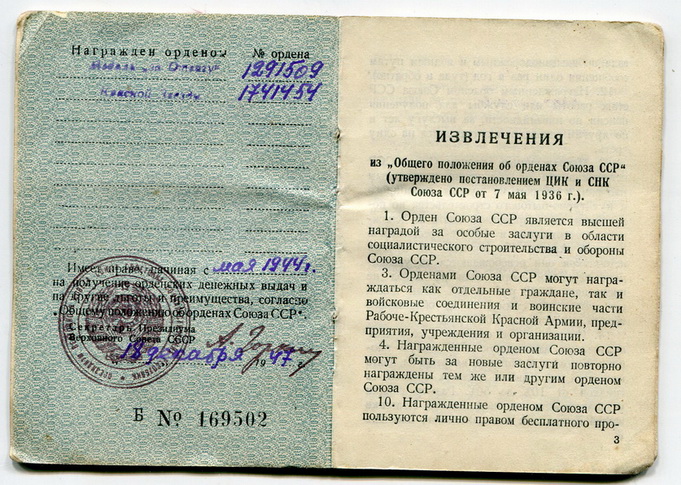 Награжден орденом № ордена
Медаль „за Отвагу" 1291509
Красной звезды 1741454
Имеет право, начиная с мая 1944 г.
на получение орденских денежных выдач и
на другие льготы и преимущества, согласно
„Общему положению об орденах Союза ССР".
Секретарь Президиума
Верховного Совета СССР
18 декабря 1947
Б № 169502
ИЗВЛЕЧЕНИЯ
из „Общего положения об орденах Союза ССР"
(утверждено постановлением ЦИК и СНК
Союза ССР от 7 мая 1936 г.).
1. Орден Союза ССР является высшей
наградой за особые заслуги в области
социалистического строительства и обороны
Союза ССР.
3. Орденами Союза ССР могут награ-
ждаться как отдельные граждане, так и
войсковые соединения и воинские части
Рабоче-Крестьянской Красной Армии, пред-
приятия, учреждения и организации.
4. Награжденные орденом Союза ССР
могут быть за новые заслуги повторно
награждены тем же или другим орденом
Союза ССР.
10. Награжденные орденом Союза ССР
пользуются лично правом бесплатного про-
3